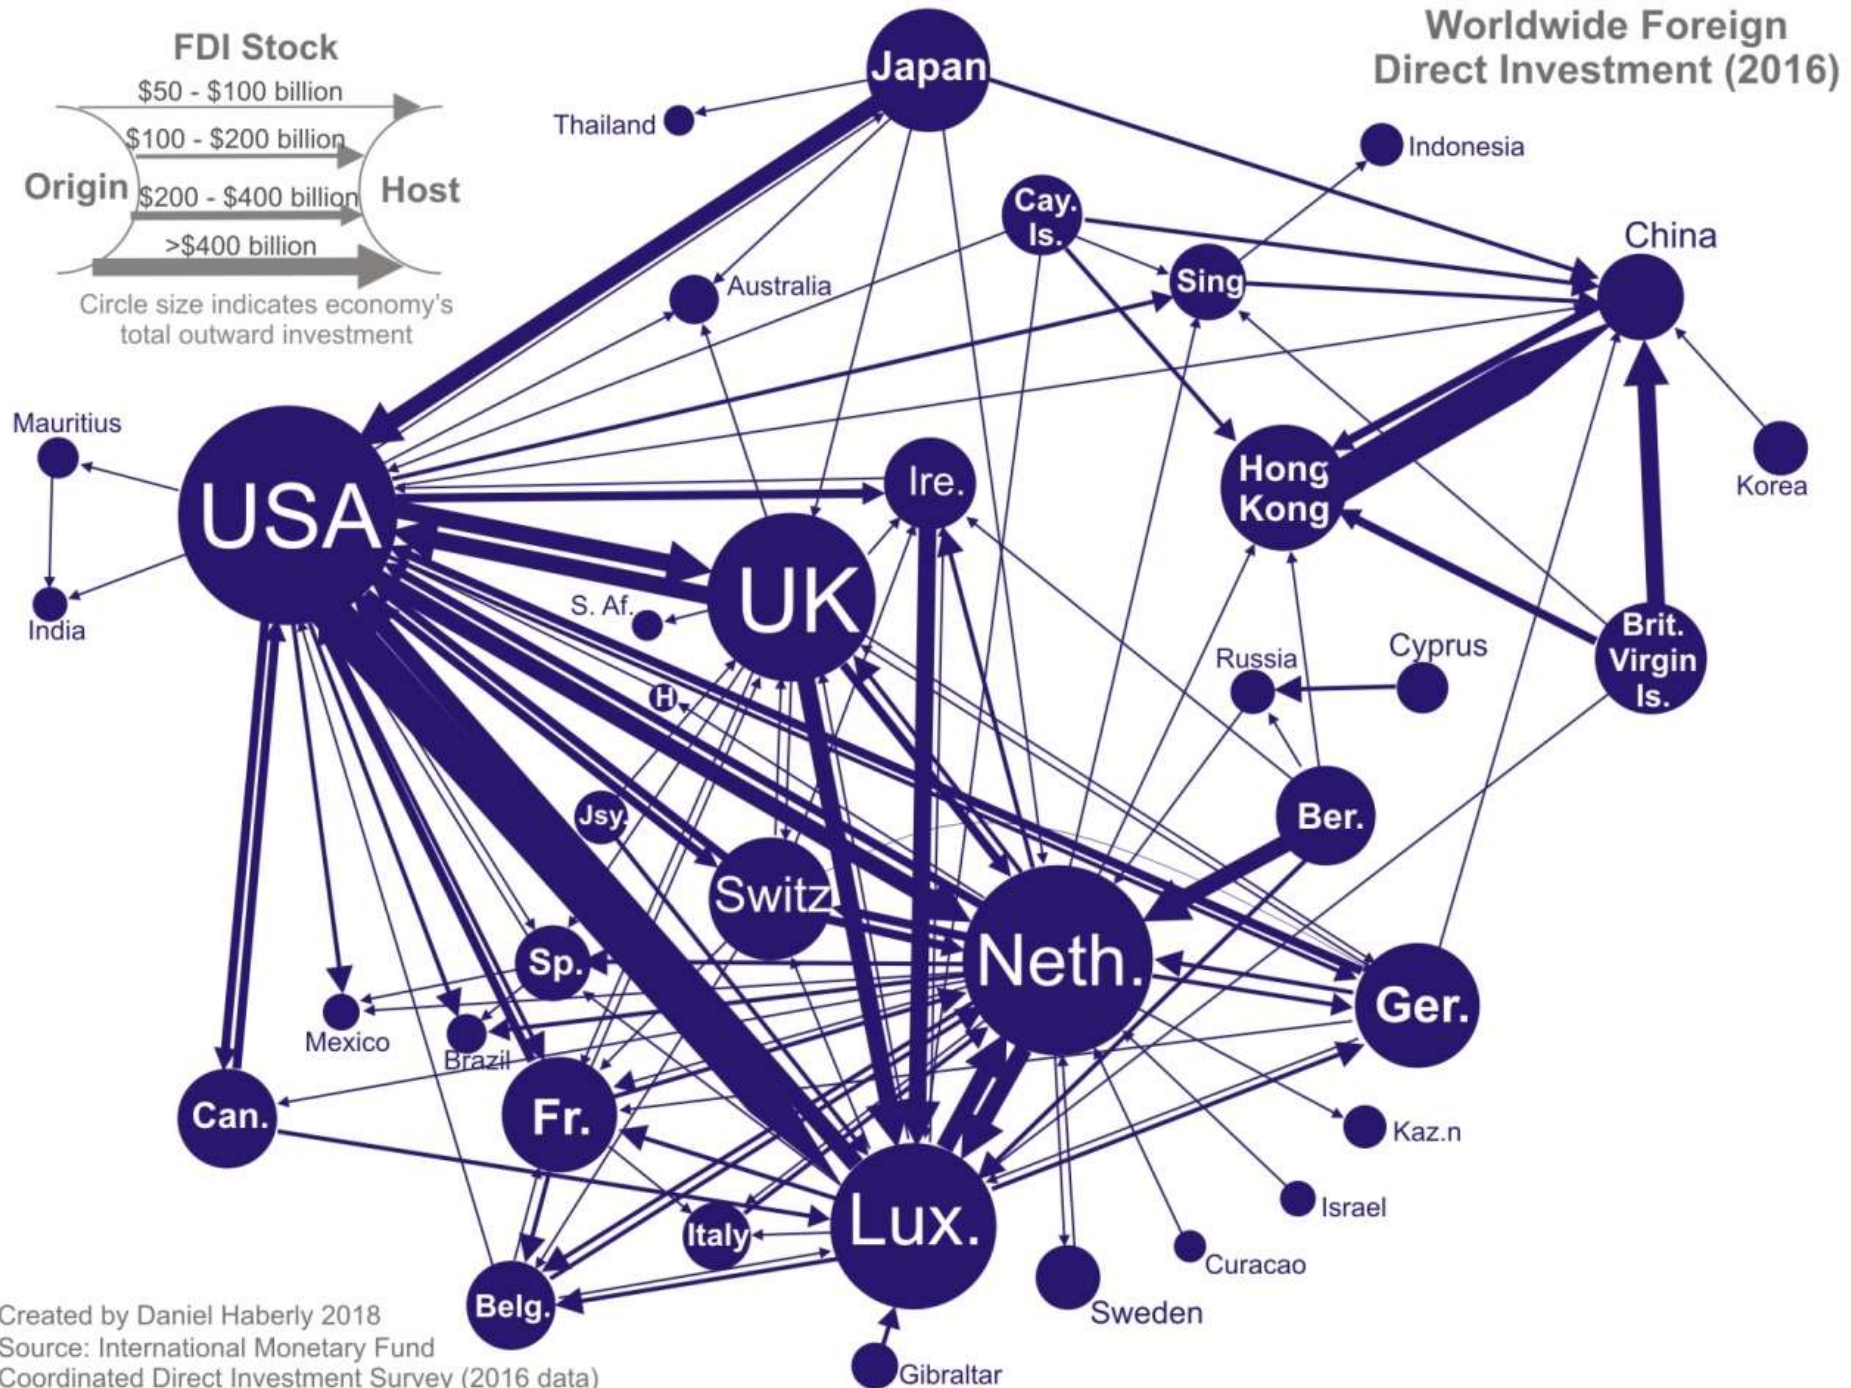 Worldwide Foreign
Direct Investment (2016)
FDI Stock
$50 - $100 billion
$100 - $200 billion
Origin
$200 - $400 billion
Host
>$400 billion
Circle size indicates economy's
total outward investment
Japan
Thailand
Indonesia
Cay.
Is.
China
Sing
Australia
Mauritius
USA
Ire.
Hong
Kong
Korea
UK
S. Af.
India
Brit.
Virgin
Is.
Cyprus
Russia
H
Jsy.
Ber.
Switz
Sp.
Neth.
Ger.
Mexico
Brazil
Can.
Fr.
Kaz.n
Israel
Italy
Lux.
Curacao
Belg.
Sweden
Gibraltar
Created by Daniel Haberly 2018
Source: International Monetary Fund
Coordinated Direct Investment Survey (2016 data)